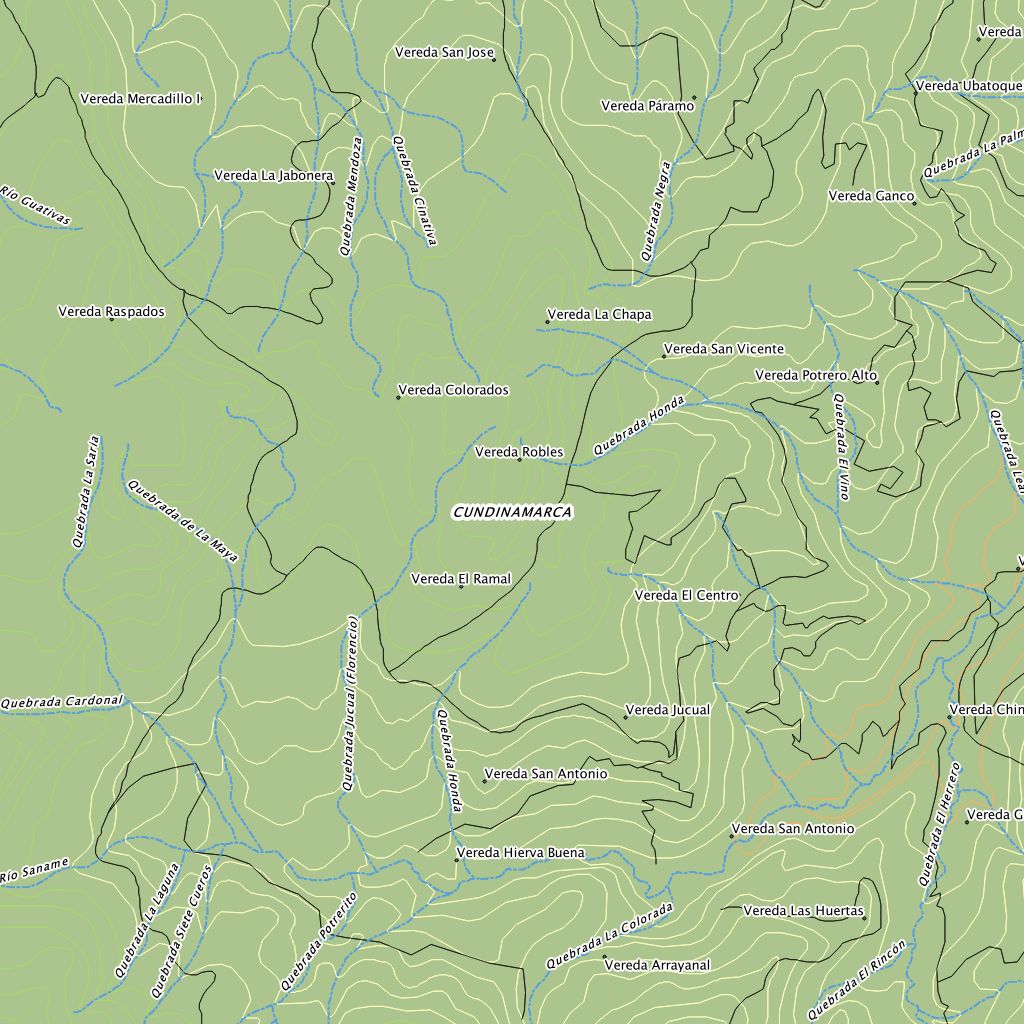 Vereda
Vereda San Jose
Vereda Ubatoque
Vereda Mercadillo I
Vereda Páramo
Quebrada La Palm
Quebrada Mendoza
Quebrada Cinativa
Vereda La Jabonera
Quebrada Negra
Vereda Ganco
Río Guativas
Vereda Raspados
Vereda La Chapa
Vereda San Vicente
Vereda Potrero Alto
Vereda Colorados
Quebrada Honda
Quebrada El Vino
Quebrada Lea
Quebrada La Saria
Vereda Robles
Quebrada de La Maya
CUNDINAMARCA
V
Vereda El Ramal
Vereda El Centro
Quebrada Jucual (Florencio)
Quebrada Cardonal
Vereda Jucual
Vereda Chin
Quebrada Honda
Vereda San Antonio
Quebrada El Herrero
Vereda G
Vereda San Antonio
Vereda Hierva Buena
Río Saname
Quebrada La Laguna
Quebrada Siete Cueros
Quebrada Potrerito
Quebrada La Colorada
Vereda Las Huertas
Vereda Arrayanal
Quebrada El Rincón